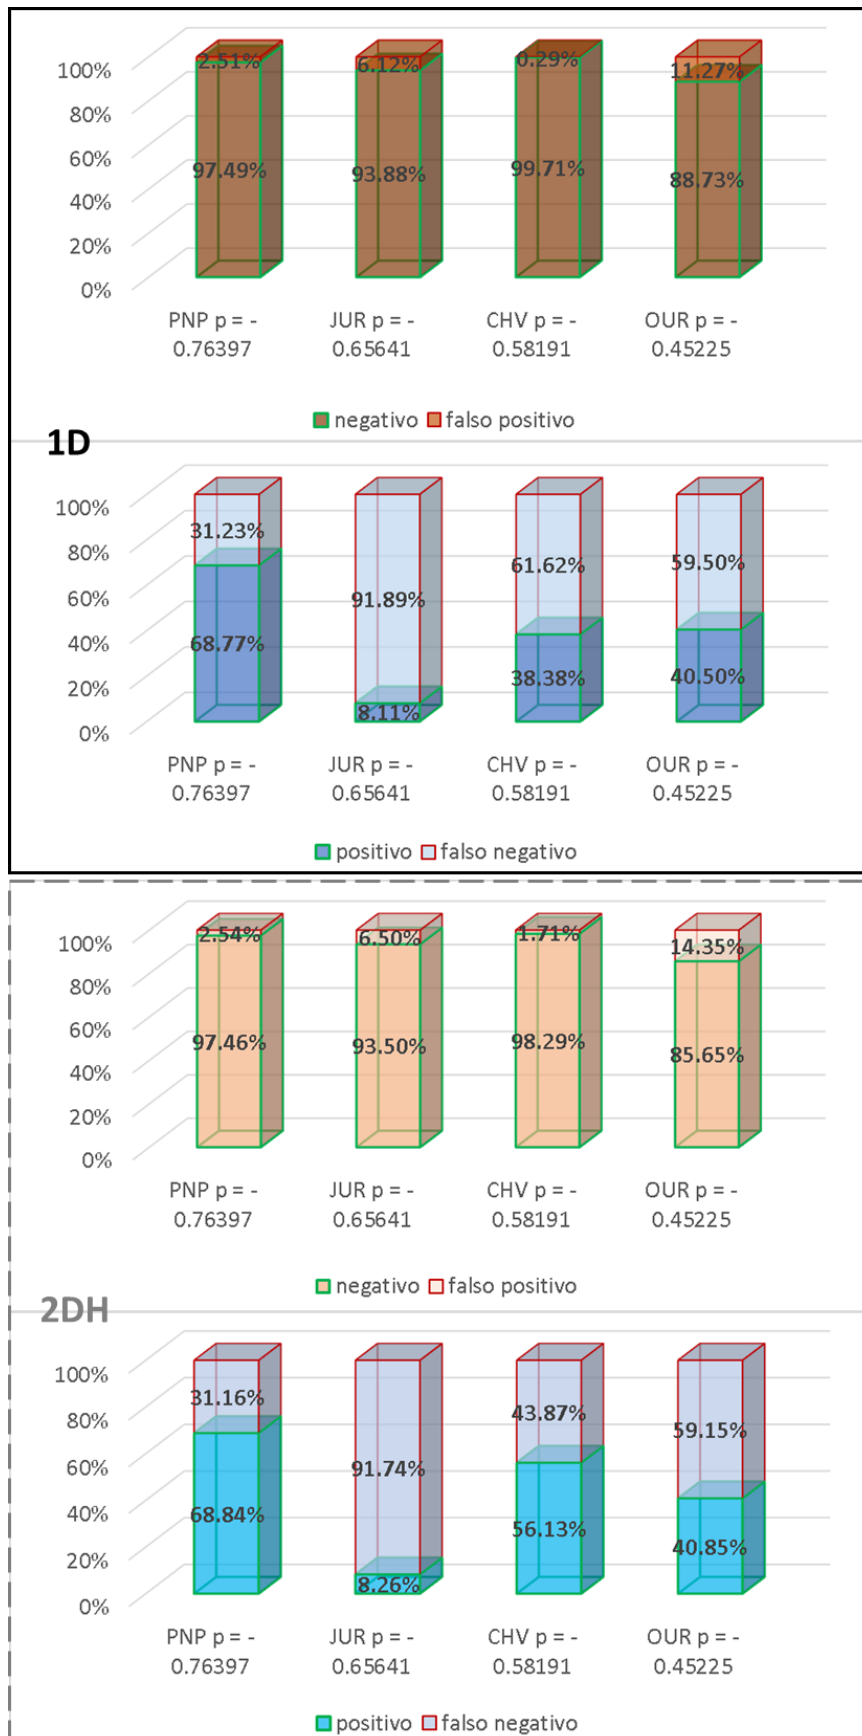 100%
80%
60%
40%
20%
0%
2.51% 6.12% 0.29% 11.27%
97.49% 93.88% 99.71% 88.73%
PNP p = - JUR p = - CHV p = - OUR p = -
0.76397 0.65641 0.58191 0.45225
negativo falso positivo
1D
100%
80%
60%
40%
20%
0%
31.23% 91.89% 61.62% 59.50%
68.77% 8.11% 38.38% 40.50%
PNP p = - JUR p = - CHV p = - OUR p = -
0.76397 0.65641 0.58191 0.45225
positivo falso negativo
100%
80%
60%
40%
20%
0%
2.54% 6.50% 1.71% 14.35%
97.46% 93.50% 98.29% 85.65%
PNP p = - JUR p = - CHV p = - OUR p = -
0.76397 0.65641 0.58191 0.45225
negativo falso positivo
2DH
100%
80%
60%
40%
20%
0%
31.16% 91.74% 43.87% 59.15%
68.84% 8.26% 56.13% 40.85%
PNP p = - JUR p = - CHV p = - OUR p = -
0.76397 0.65641 0.58191 0.45225
positivo falso negativo